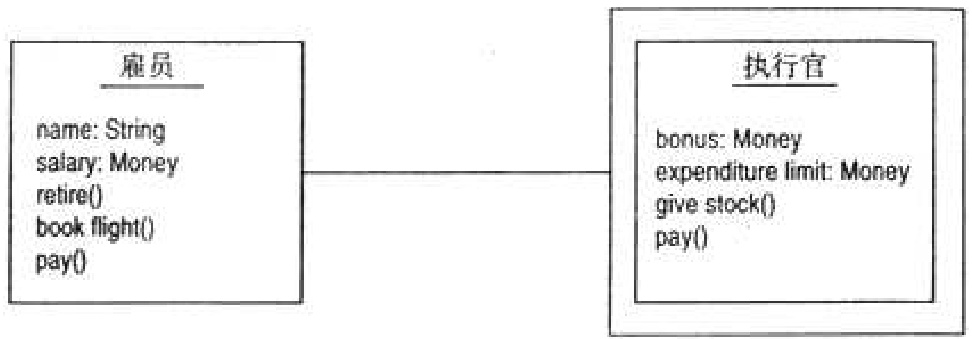 雇员
name: String
salary: Money
retire()
book flight()
pay()
执行官
bonus: Money
expenditure limit: Money
give stock()
pay()